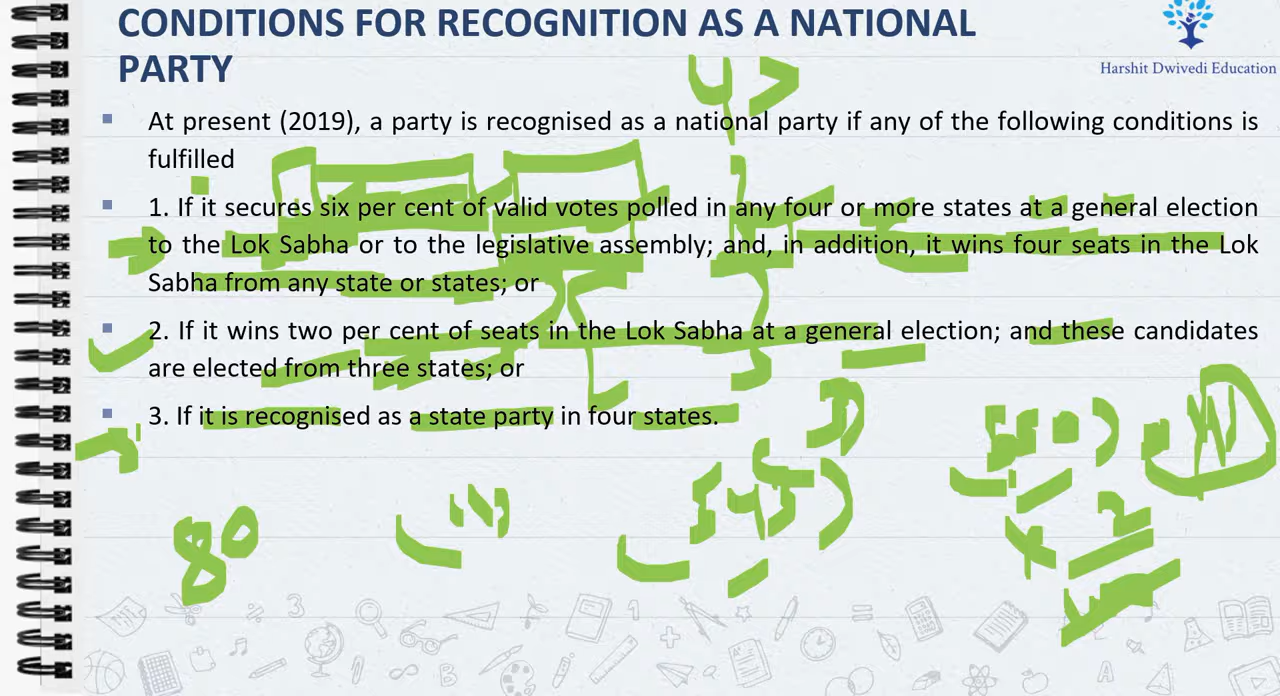 CONDITIONS FOR RECOGNITION AS A NATIONAL
PARTY
Harshit Dwivedi Education
At present (2019), a party is recognised as a national party if any of the following conditions is
fulfilled
1. If it secures six per cent of valid votes polled in any four or more states at a general election
to the Lok Sabha or to the legislative assembly; and, in addition, it wins four seats in the Lok
Sabha from any state or states; or
2. If it wins two per cent of seats in the Lok Sabha at a general election; and these candidates
are elected from three states; or
3. If it is recognised as a state party in four states.
80
545